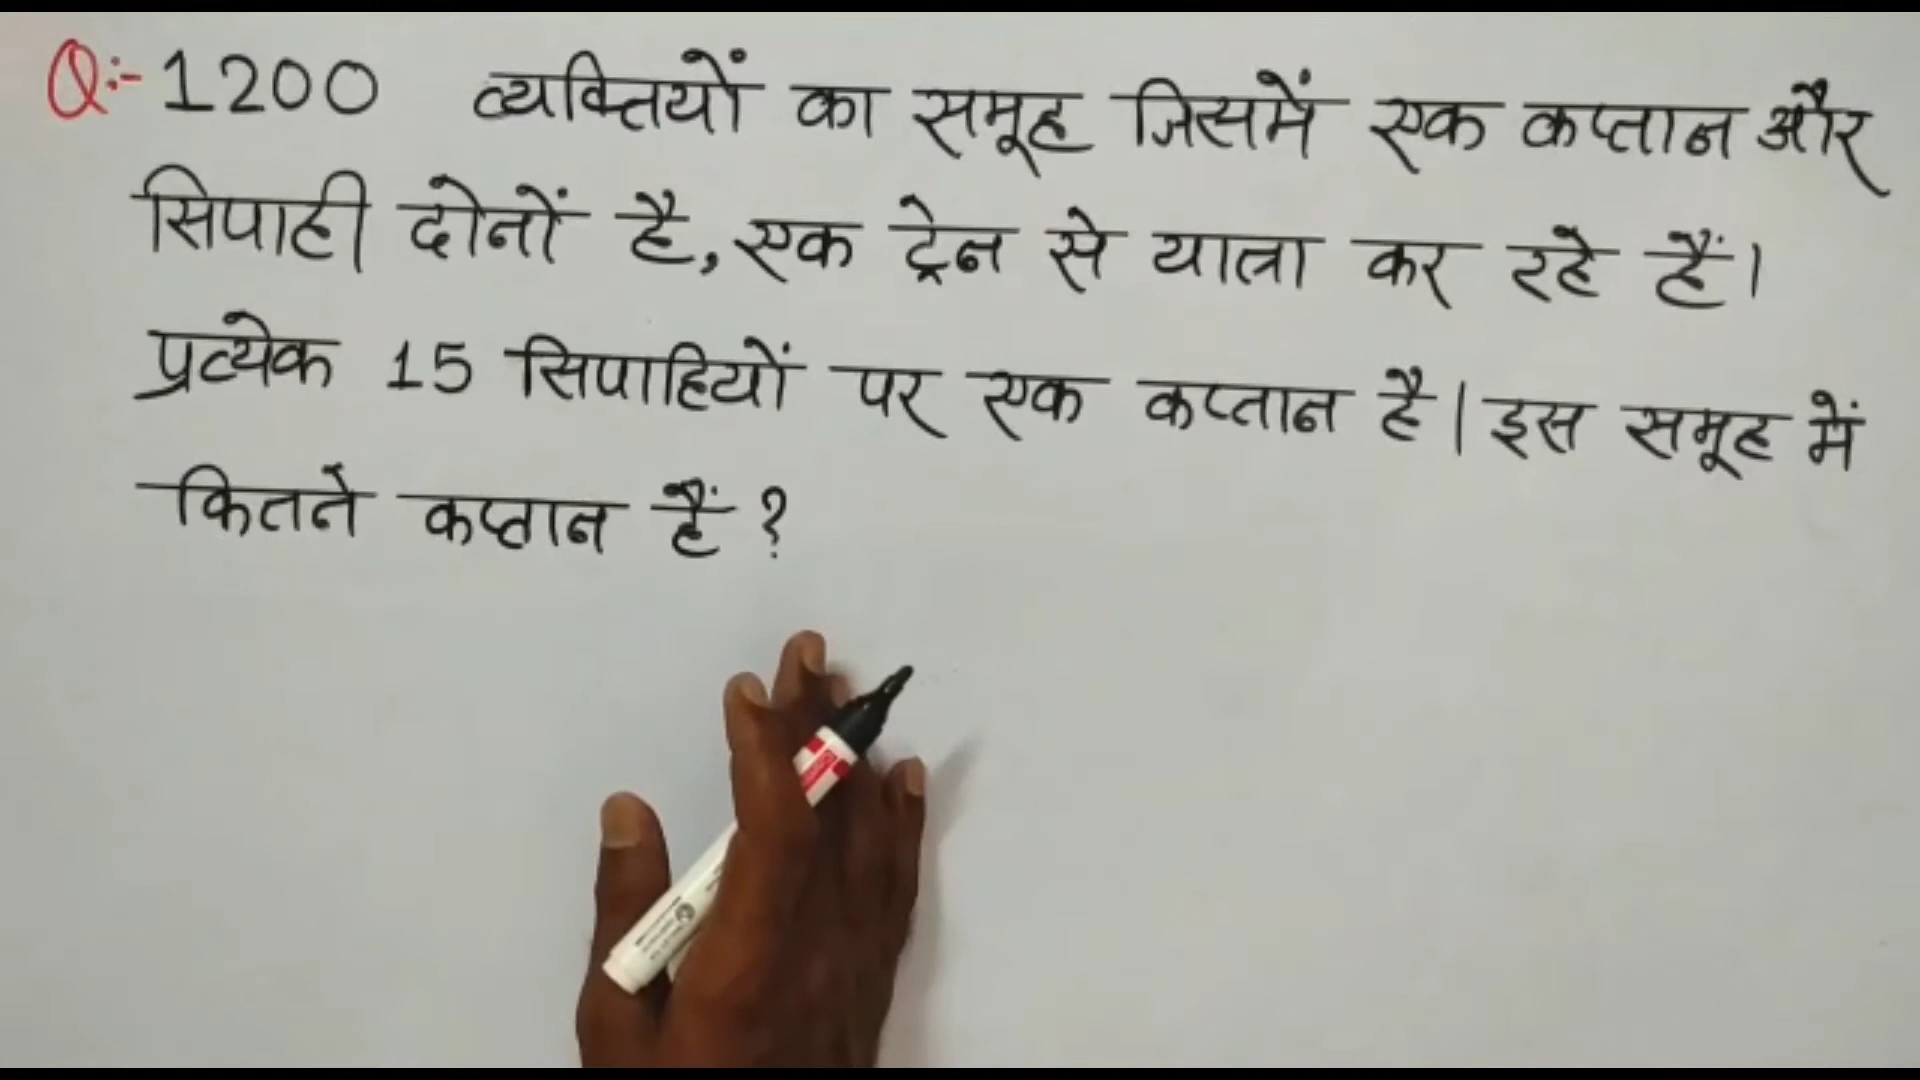 Q:- 1200 व्यक्तियों का समूह जिसमें एक कप्तान और
सिपाही दोनों है, एक ट्रेन से यात्रा कर रहे हैं।
प्रत्येक 15 सिपाहियों पर एक कप्तान है। इस समूह में
कितने कप्तान हैं ?